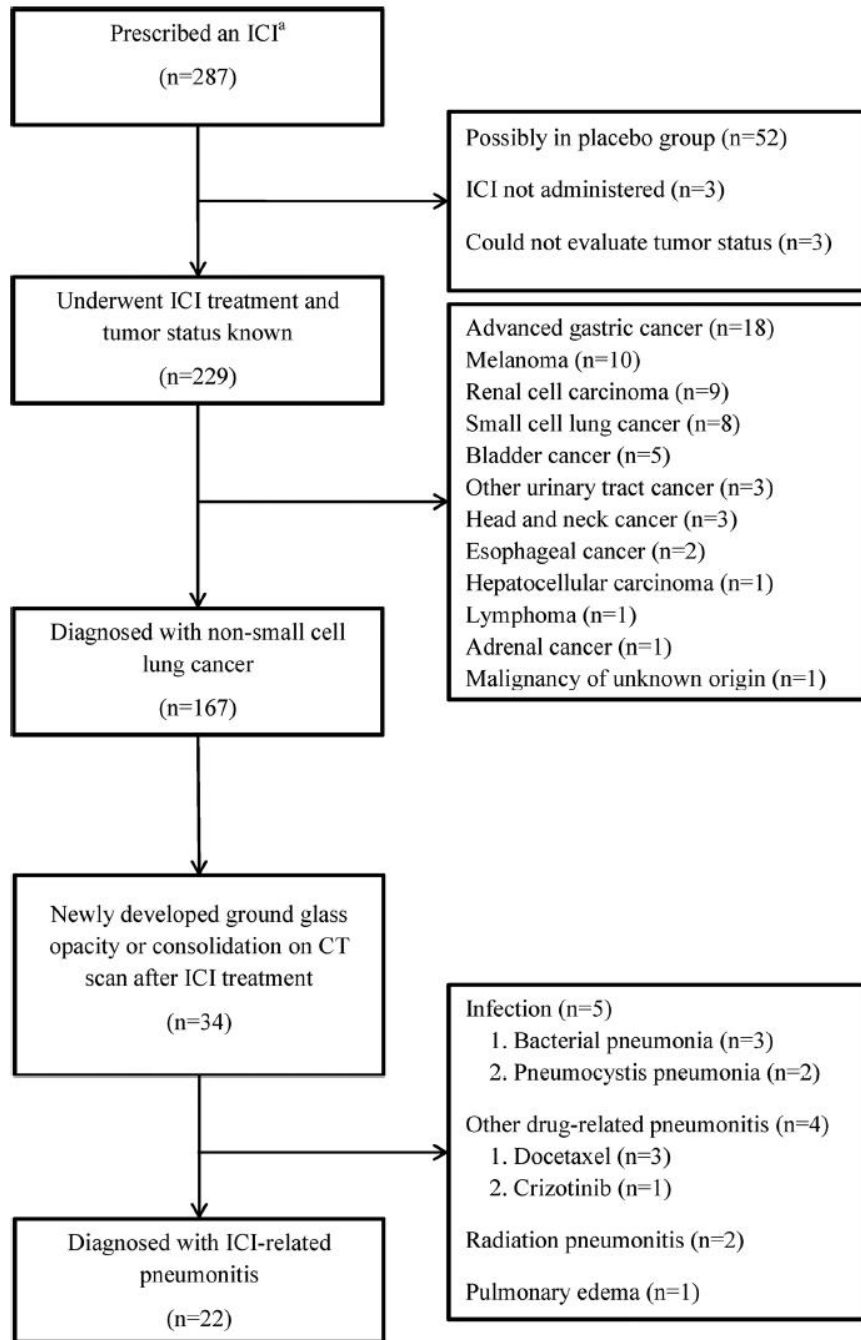 Prescribed an ICIa
(n=287)
Possibly in placebo group (n=52)
ICI not administered (n=3)
Could not evaluate tumor status (n=3)
Underwent ICI treatment and
tumor status known
(n=229)
Advanced gastric cancer (n=18)
Melanoma (n=10)
Renal cell carcinoma (n=9)
Small cell lung cancer (n=8)
Bladder cancer (n=5)
Other urinary tract cancer (n=3)
Head and neck cancer (n=3)
Esophageal cancer (n=2)
Hepatocellular carcinoma (n=1)
Lymphoma (n=1)
Adrenal cancer (n=1)
Malignancy of unknown origin (n=1)
Diagnosed with non-small cell
lung cancer
(n=167)
Newly developed ground glass
opacity or consolidation on CT
scan after ICI treatment
(n=34)
Infection (n=5)
1. Bacterial pneumonia (n=3)
2. Pneumocystis pneumonia (n=2)
Other drug-related pneumonitis (n=4)
1. Docetaxel (n=3)
2. Crizotinib (n=1)
Radiation pneumonitis (n=2)
Pulmonary edema (n=1)
Diagnosed with ICI-related
pneumonitis
(n=22)